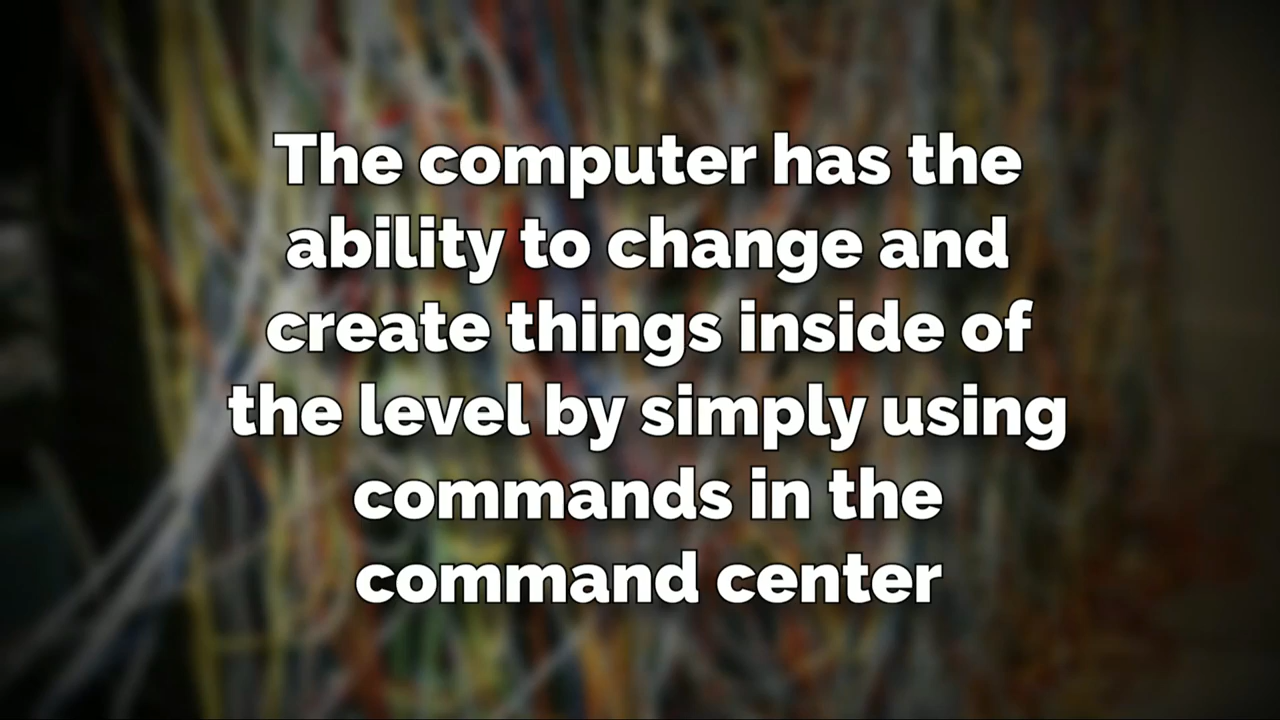 The computer has the
ability to change and
create things inside of
the level by simply using
commands in the
command center